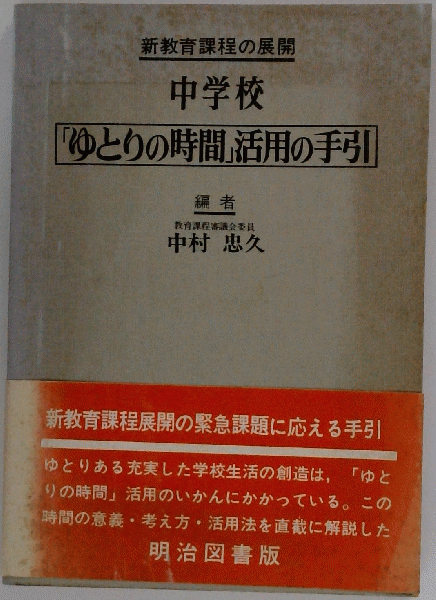 新教育課程の展開
中学校
「ゆとりの時間」活用の手引
編者
教育課程審議会委員
中村 忠久
新教育課程展開の緊急課題に応える手引
ゆとりある充実した学校生活の創造は，「ゆと
りの時間」活用のいかんにかかっている。この
時間の意義・考え方・活用法を直截に解説した
明治図書版